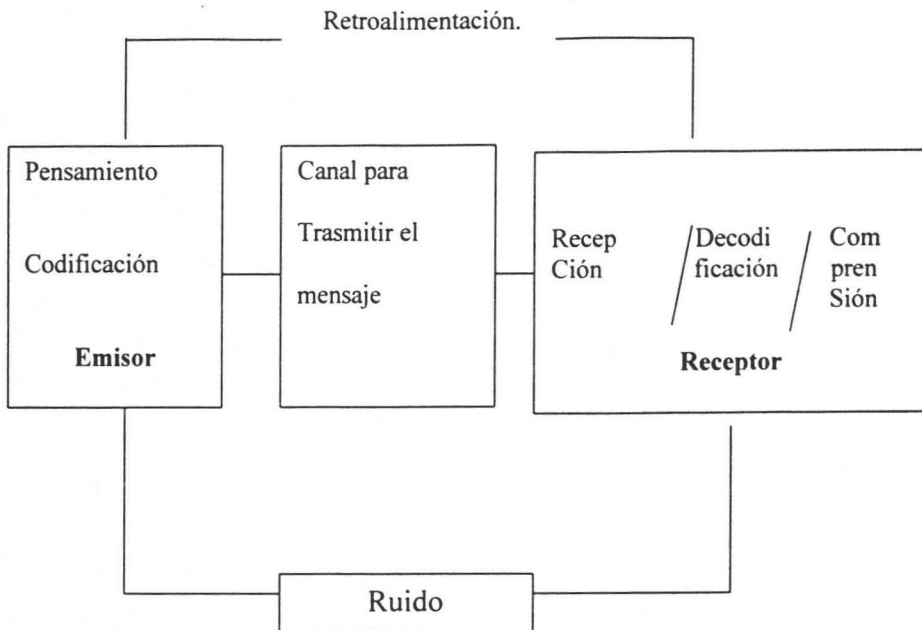 Retroalimentación.
Pensamiento
Codificación
Emisor
Canal para
Trasmitir el
mensaje
Recep
Ción
Decodi
ficación
Com
pren
Sión
Receptor
Ruido